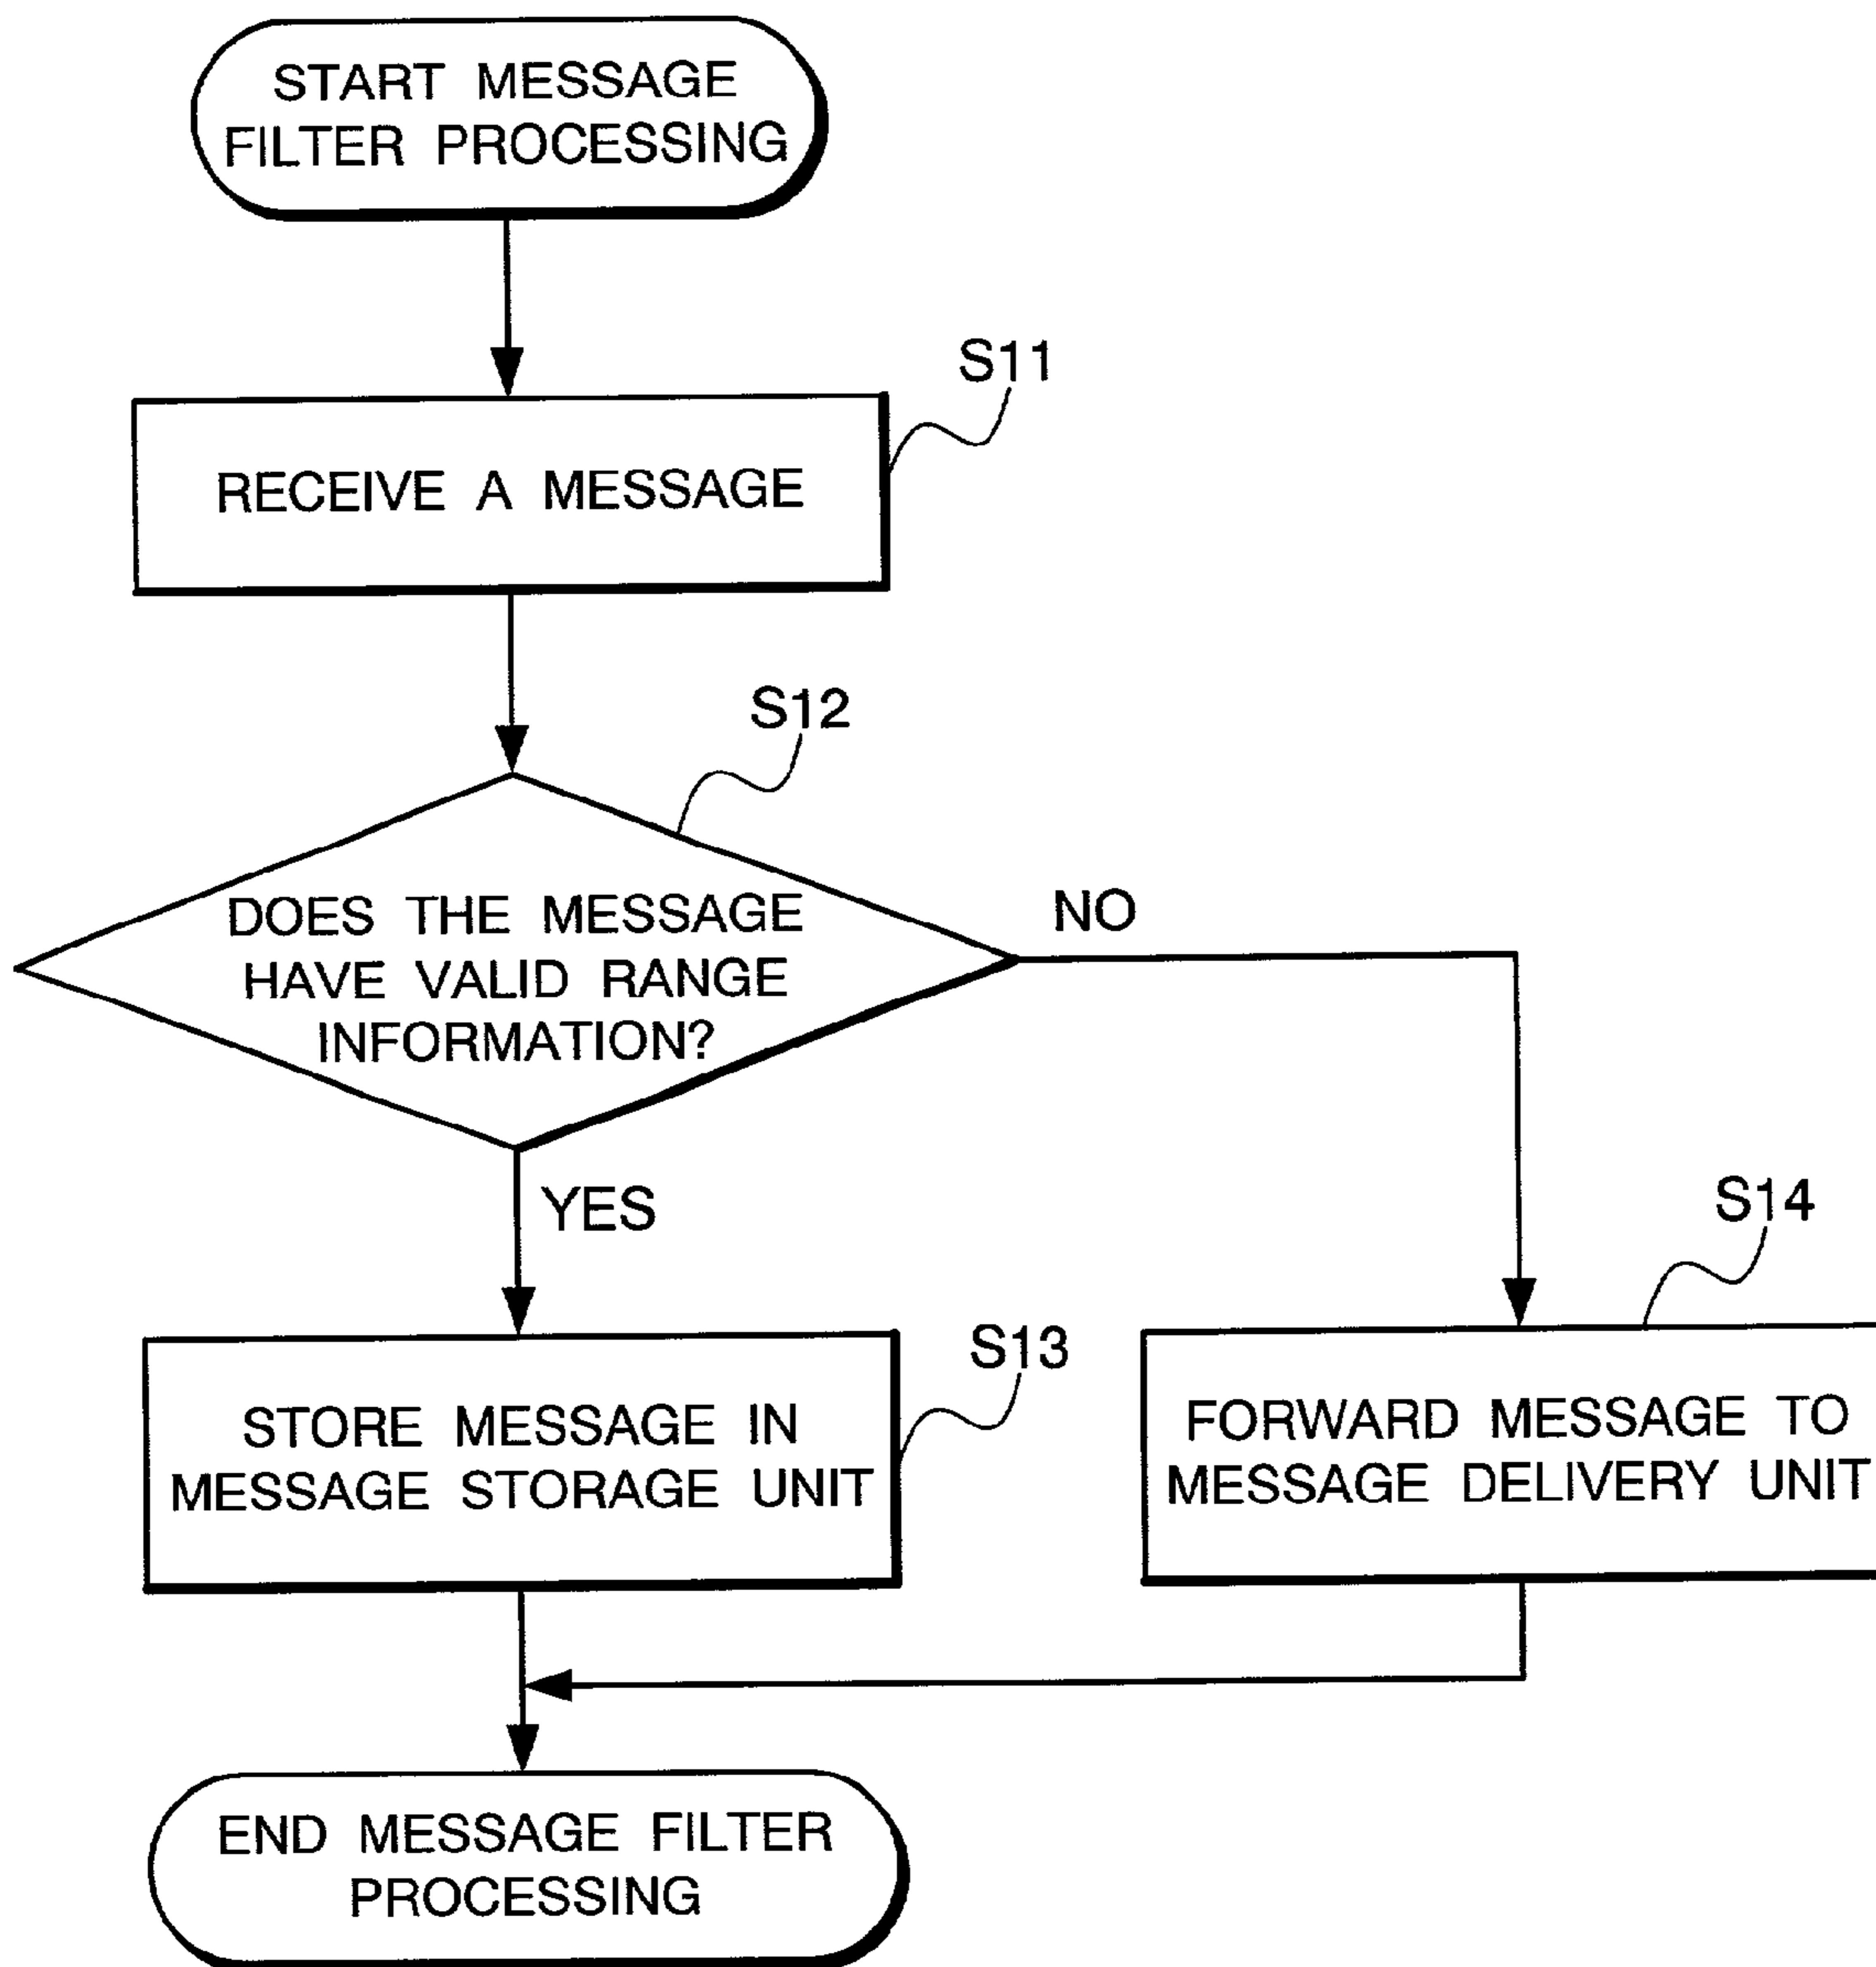 START MESSAGE
FILTER PROCESSING
S11
RECEIVE A MESSAGE
S12
DOES THE MESSAGE
HAVE VALID RANGE
INFORMATION?
NO
YES
S13
STORE MESSAGE IN
MESSAGE STORAGE UNIT
S14
FORWARD MESSAGE TO
MESSAGE DELIVERY UNIT
END MESSAGE FILTER
PROCESSING